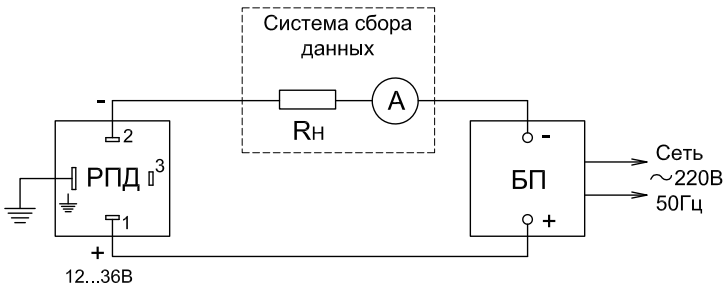 Система сбора
данных
-
A
Rн
2
-
РПД
3
БП
Сеть
~220В
50Гц
1
+
+
12...36В